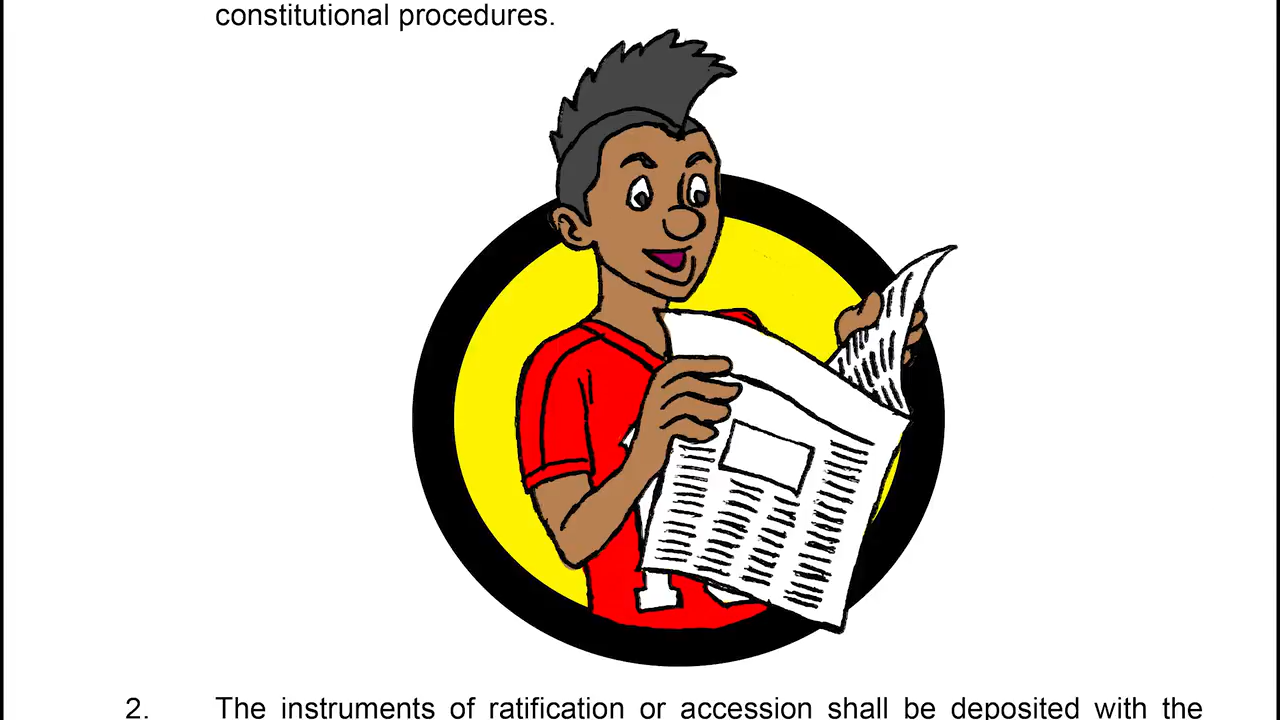 constitutional procedures.
2. The instruments of ratification or accession shall be deposited with the